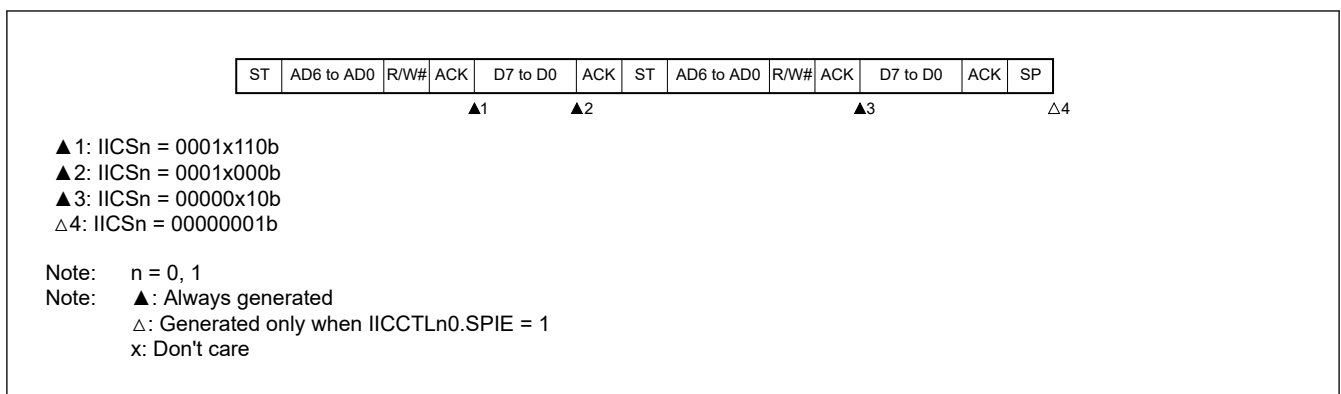 ST AD6 to AD0 R/W# ACK D7 to D0 ACK ST AD6 to AD0 R/W# ACK D7 to D0 ACK SP
▲1 ▲2 ▲3 △4
▲1: IICSn = 0001x110b
▲2: IICSn = 0001x000b
▲3: IICSn = 00000x10b
△4: IICSn = 00000001b
Note: n = 0, 1
Note: ▲: Always generated
△: Generated only when IICCTLn0.SPIE = 1
x: Don't care